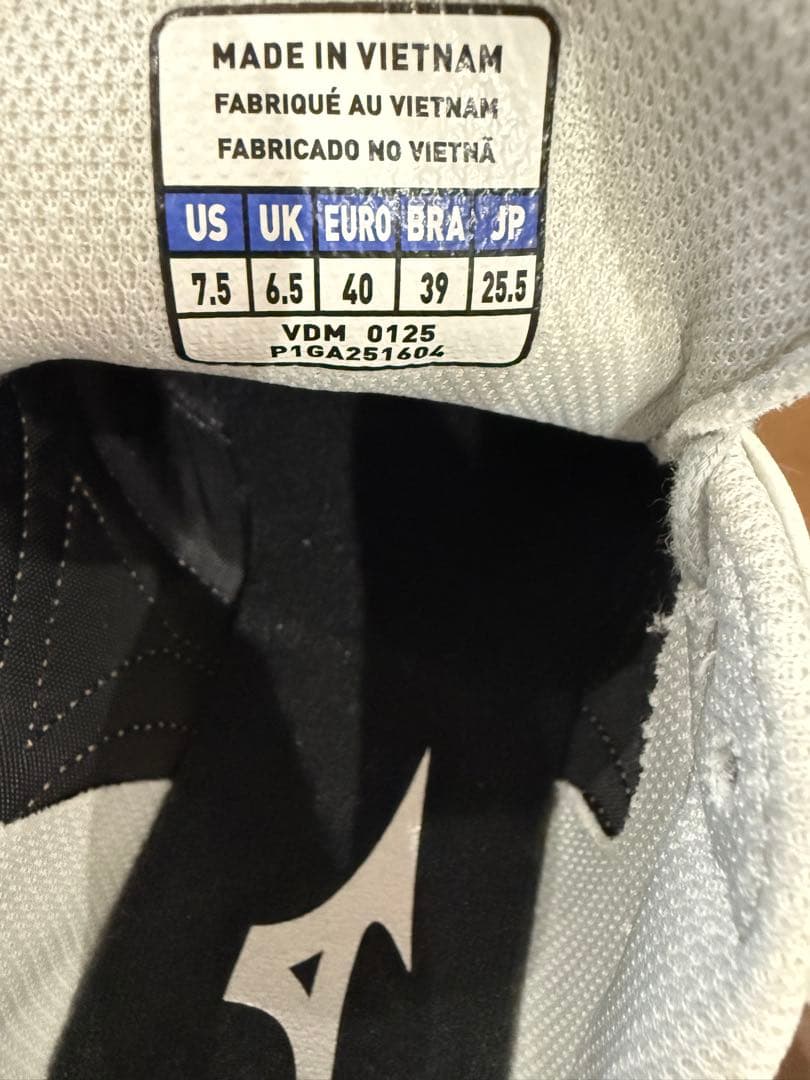 MADE IN VIETNAM
FABRIQUÉ AU VIETNAM
FABRICADO NO VIETNÃ
US UK EURO BRA JP
7.5 6.5 40 39 25.5
VDM 0125
P1GA251604